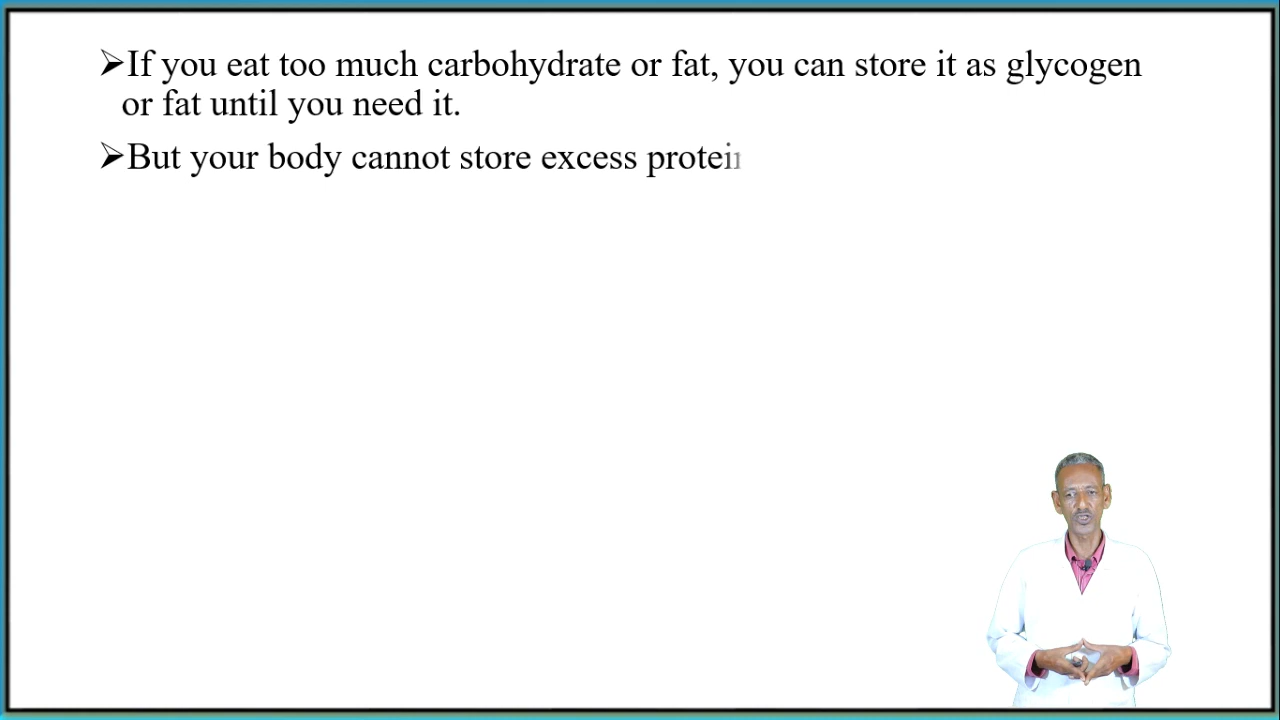 ➢If you eat too much carbohydrate or fat, you can store it as glycogen
or fat until you need it.
➢But your body cannot store excess protein